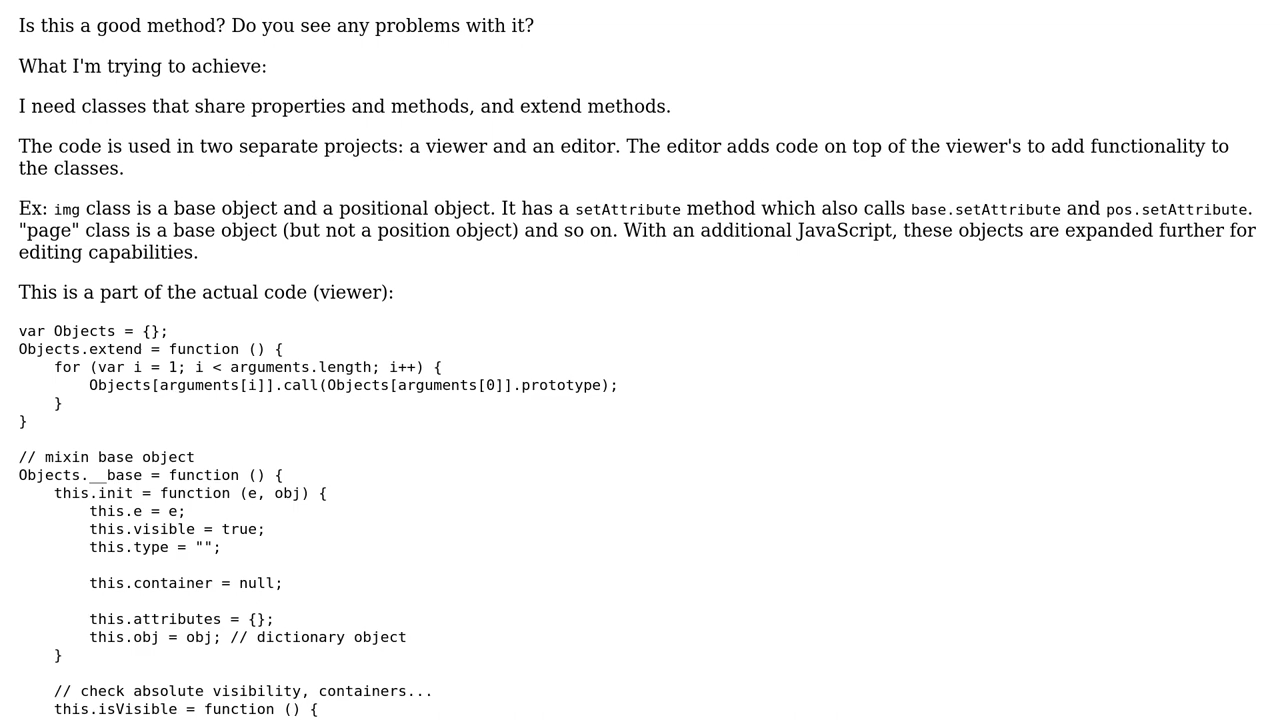 Is this a good method? Do you see any problems with it?
What I'm trying to achieve:
I need classes that share properties and methods, and extend methods.
The code is used in two separate projects: a viewer and an editor. The editor adds code on top of the viewer's to add functionality to
the classes.
Ex: img class is a base object and a positional object. It has a setAttribute method which also calls base.setAttribute and pos.setAttribute.
"page" class is a base object (but not a position object) and so on. With an additional JavaScript, these objects are expanded further for
editing capabilities.
This is a part of the actual code (viewer):
var Objects = {};
Objects.extend = function () {
    for (var i = 1; i < arguments.length; i++) {
        Objects[arguments[i]].call(Objects[arguments[0]].prototype);
    }
}
// mixin base object
Objects.__base = function () {
    this.init = function (e, obj) {
        this.e = e;
        this.visible = true;
        this.type = "";
        this.container = null;
        this.attributes = {};
        this.obj = obj; // dictionary object
    }
    // check absolute visibility, containers...
    this.isVisible = function () {